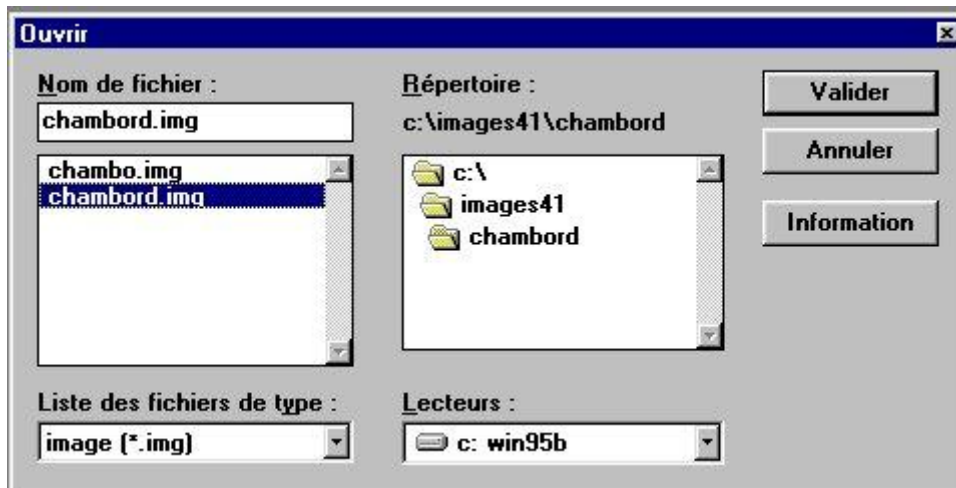 Ouvrir
Nom de fichier :
chambord.img
chambo.img
chambord.img
Liste des fichiers de type :
image (*.img)
Répertoire :
c:\images41\chambord
c:\
images41
chambord
Lecteurs :
c: win95b
Valider
Annuler
Information